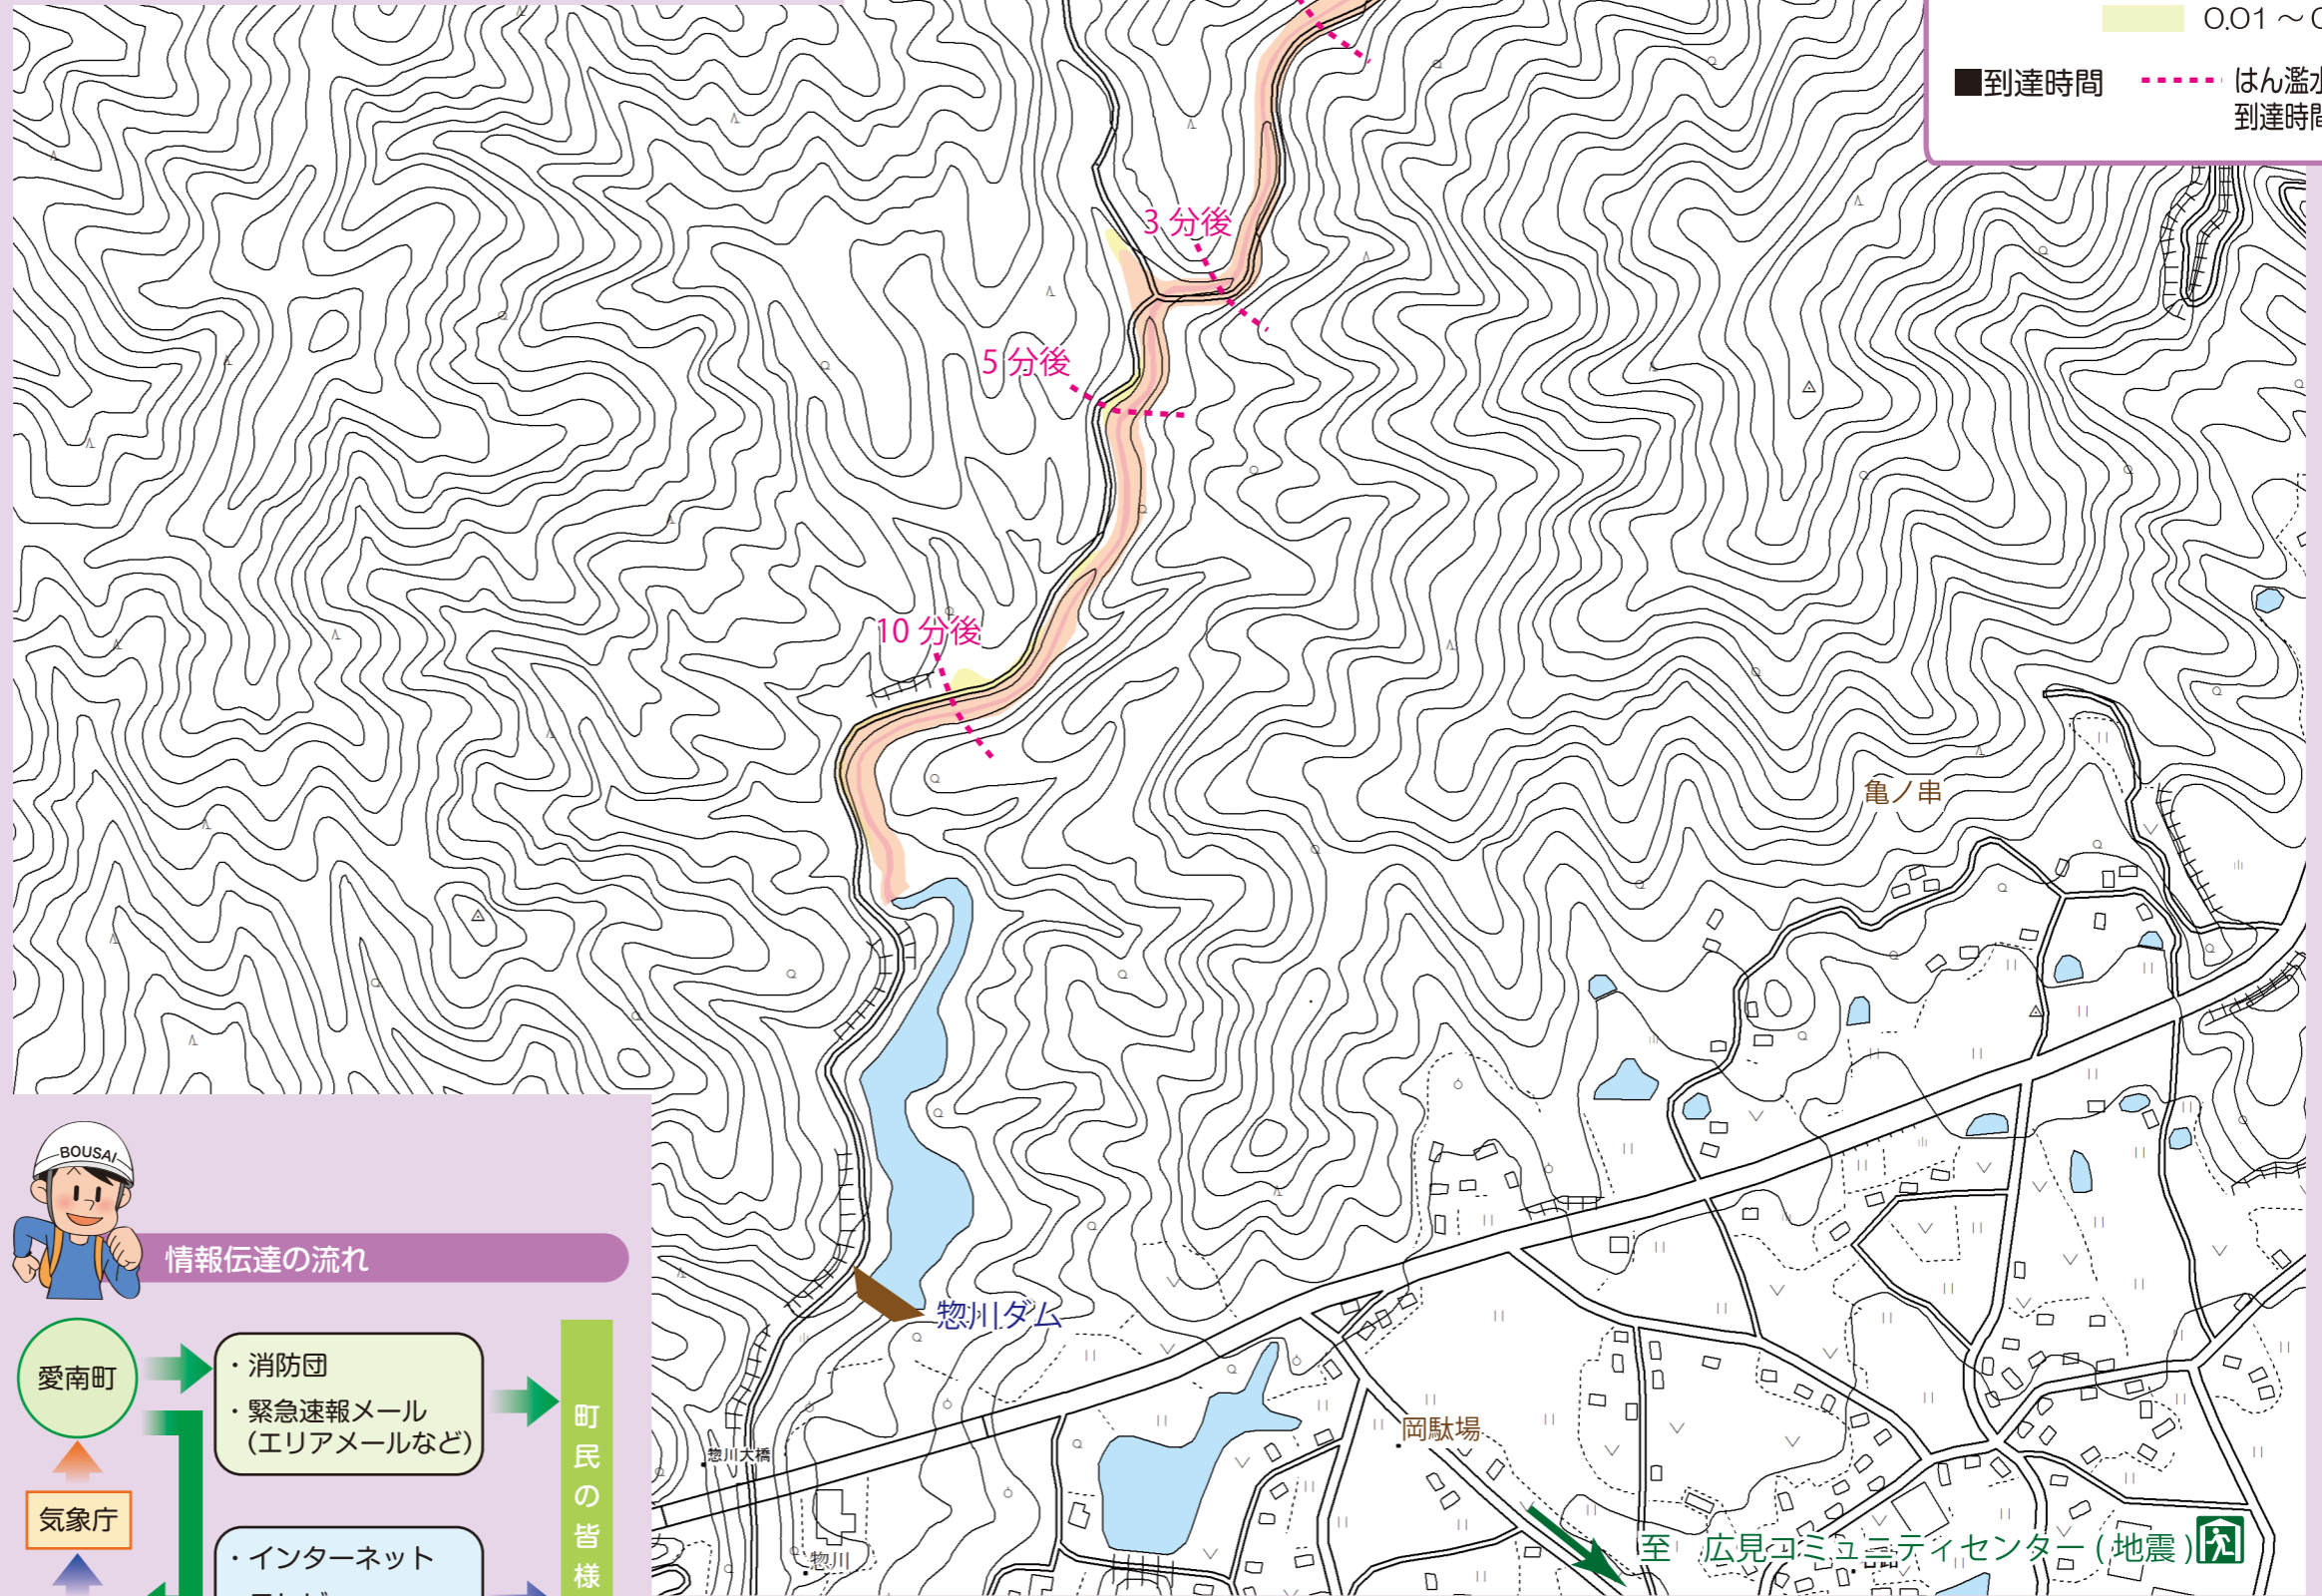 0.01～
■到達時間
はん濫水
到達時間
3 分後
5 分後
10 分後
亀ノ串
BOUSAI
情報伝達の流れ
惣川ダム
愛南町
・消防団
・緊急速報メール
(エリアメールなど)
町民の皆様
岡駄場
惣川大橋
気象庁
・インターネット
惣川
至　広見コミュニティセンター ( 地震 )